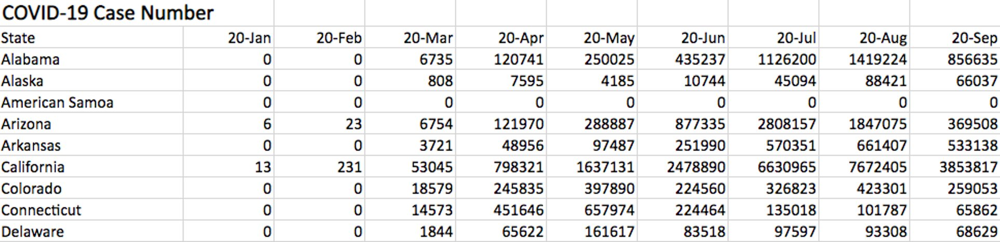 COVID-19 Case Number
State 20-Jan 20-Feb 20-Mar 20-Apr 20-May 20-Jun 20-Jul 20-Aug 20-Sep
Alabama 0 0 6735 120741 250025 435237 1126200 1419224 856635
Alaska 0 0 808 7595 4185 10744 45094 88421 66037
American Samoa 0 0 0 0 0 0 0 0 0
Arizona 6 23 6754 121970 288887 877335 2808157 1847075 369508
Arkansas 0 0 3721 48956 97487 251990 570351 661407 533138
California 13 231 53045 798321 1637131 2478890 6630965 7672405 3853817
Colorado 0 0 18579 245835 397890 224560 326823 423301 259053
Connecticut 0 0 14573 451646 657974 224464 135018 101787 65862
Delaware 0 0 1844 65622 161617 83518 97597 93308 68629